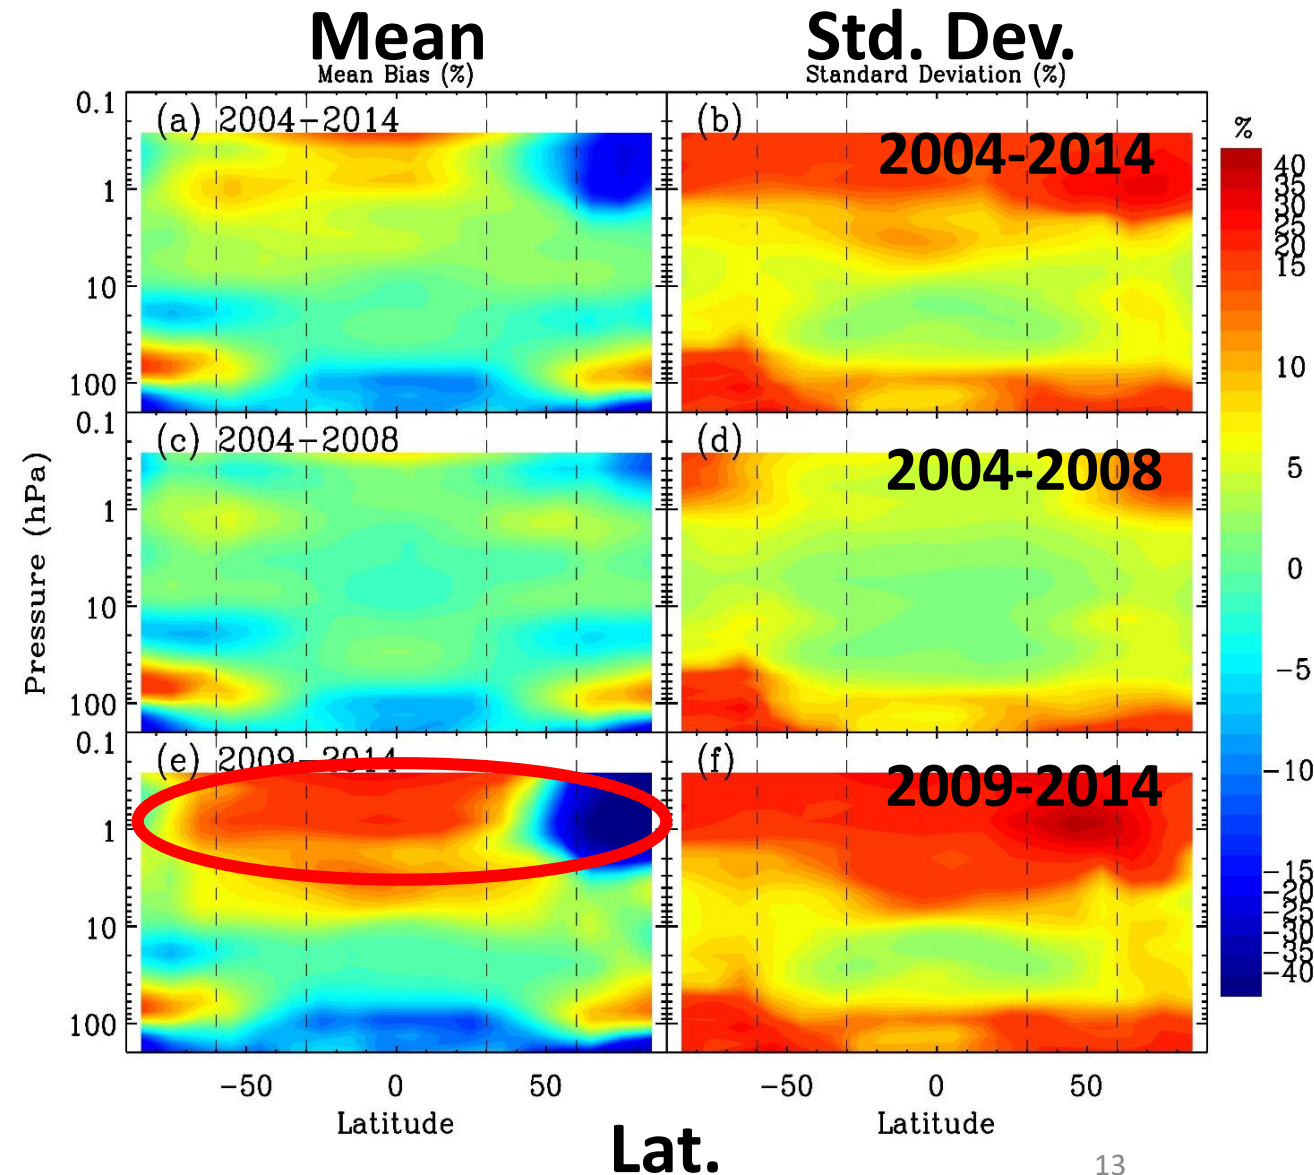 Mean
Std. Dev.
Mean Bias (%)
Standard Deviation (%)
(a) 2004-2014
(b)
2004-2014
%
0.1
1
10
100
40
35
30
25
20
15
10
5
0
-5
-10
-15
-20
-25
-30
-35
-40
(c) 2004-2008
(d)
2004-2008
0.1
1
10
100
Pressure (hPa)
(e) 2009-2014
(f)
2009-2014
0.1
1
10
100
-50
0
50
-50
0
50
Latitude
Latitude
Lat.
13